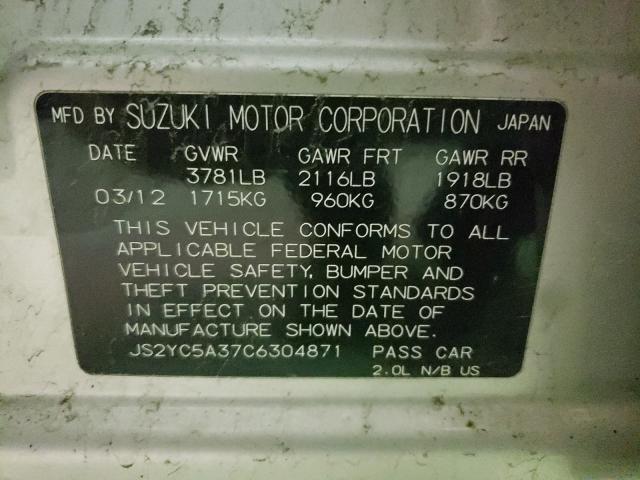 MFD BY SUZUKI MOTOR CORPORATION JAPAN
DATE GVWR GAWR FRT GAWR RR
3781LB 2116LB 1918LB
03/12 1715KG 960KG 870KG
THIS VEHICLE CONFORMS TO ALL
APPLICABLE FEDERAL MOTOR
VEHICLE SAFETY, BUMPER AND
THEFT PREVENTION STANDARDS
IN EFFECT ON THE DATE OF
MANUFACTURE SHOWN ABOVE.
JS2YC5A37C6304871 PASS CAR
2.0L N/B US